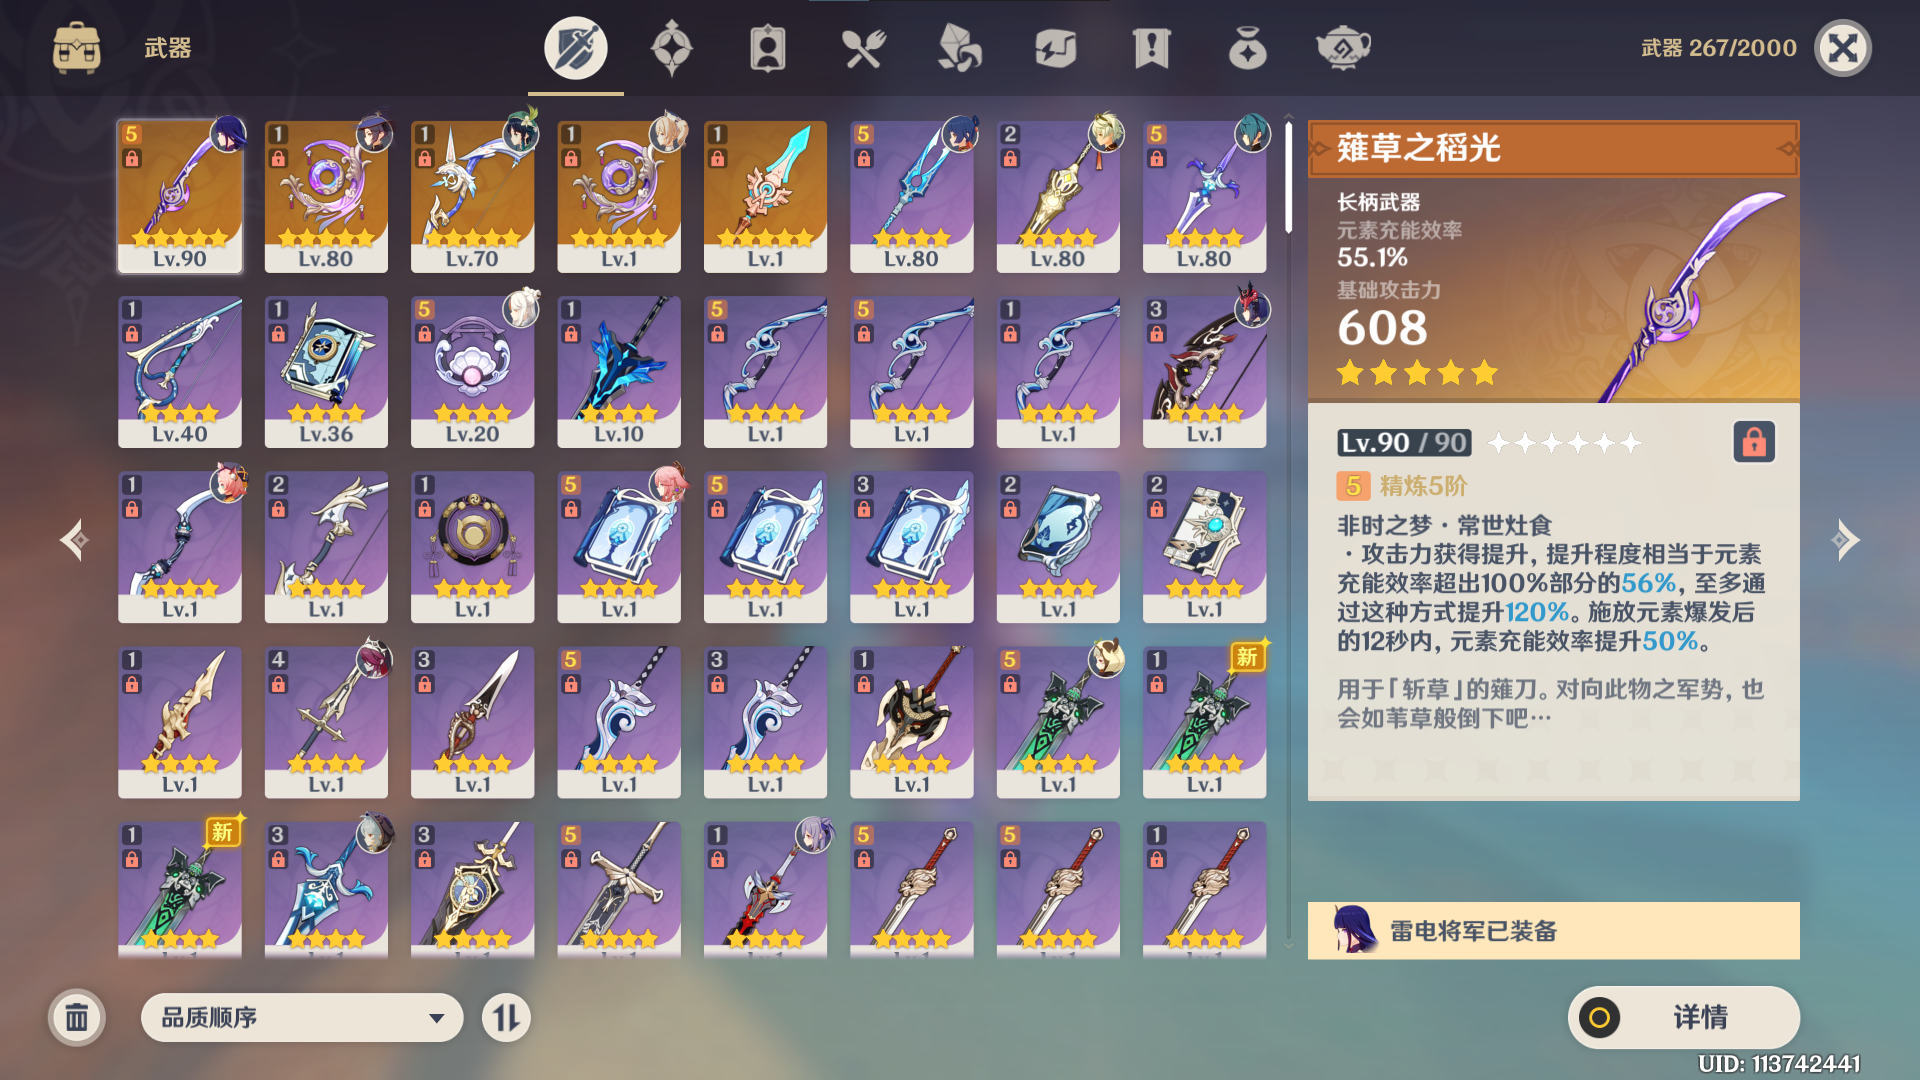 武器
武器 267/2000
5
1
1
1
1
5
2
5
Lv.90
Lv.80
Lv.70
Lv.1
Lv.1
Lv.80
Lv.80
Lv.80
1
1
5
1
5
5
1
3
Lv.40
Lv.36
Lv.20
Lv.10
Lv.1
Lv.1
Lv.1
Lv.1
1
2
1
5
5
3
2
2
Lv.1
Lv.1
Lv.1
Lv.1
Lv.1
Lv.1
Lv.1
Lv.1
1
4
3
5
3
1
5
1
新
Lv.1
Lv.1
Lv.1
Lv.1
Lv.1
Lv.1
Lv.1
Lv.1
1
新
3
3
5
1
5
5
1
薙草之稻光
长柄武器
元素充能效率
55.1%
基础攻击力
608
Lv.90 / 90
5 精炼5阶
非时之梦·常世灶食
·攻击力获得提升,提升程度相当于元素
充能效率超出100%部分的56%,至多通
过这种方式提升120%。施放元素爆发后
的12秒内,元素充能效率提升50%。
用于「斩草」的薙刀。对向此物之军势,也
会如苇草般倒下吧…
雷电将军已装备
品质顺序
详情
UID: 113742441